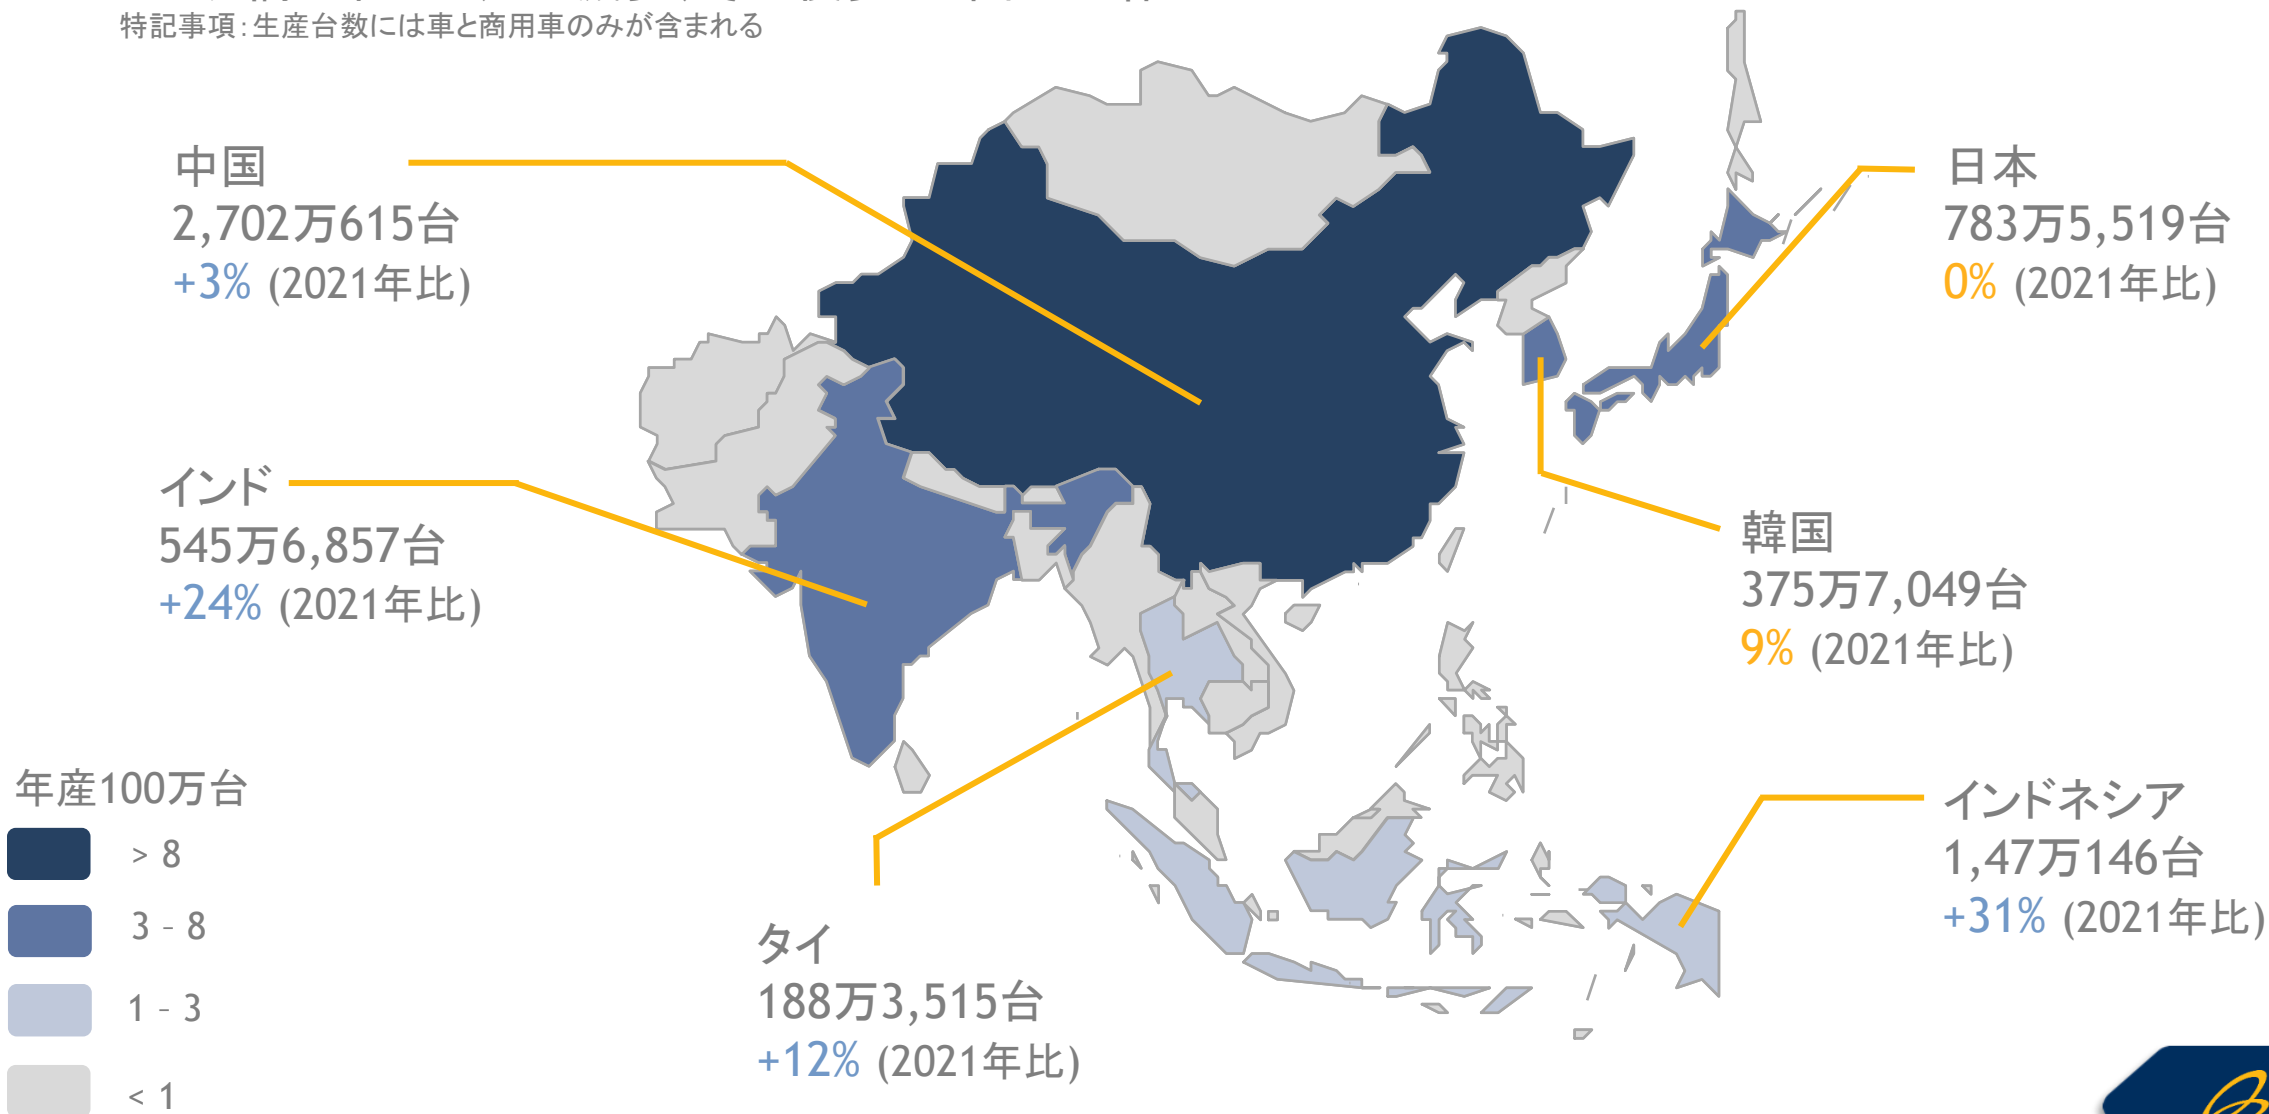 特記事項：生産台数には車と商用車のみが含まれる
中国
2,702万615台
+3% (2021年比)
日本
783万5,519台
0% (2021年比)
インド
545万6,857台
+24% (2021年比)
韓国
375万7,049台
9% (2021年比)
タイ
188万3,515台
+12% (2021年比)
インドネシア
1,47万146台
+31% (2021年比)
年産100万台
> 8
3 - 8
1 - 3
< 1